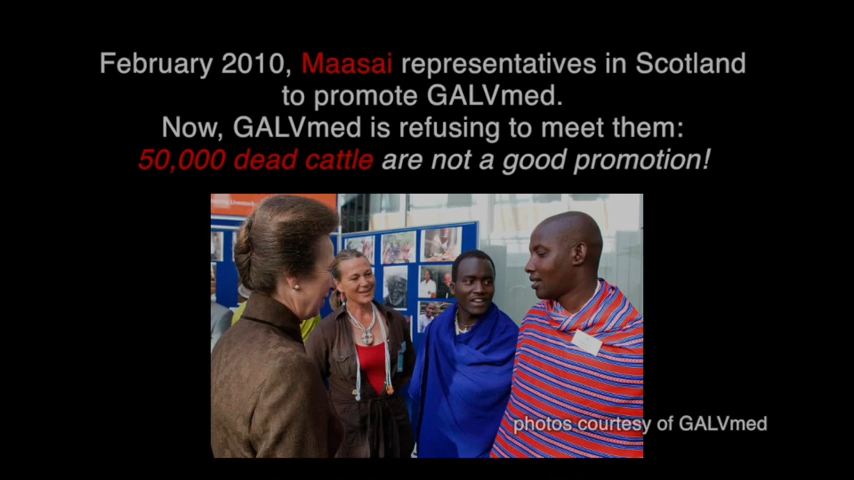 February 2010, Maasai representatives in Scotland
to promote GALVmed.
Now, GALVmed is refusing to meet them:
50,000 dead cattle are not a good promotion!
photos courtesy of GALVmed